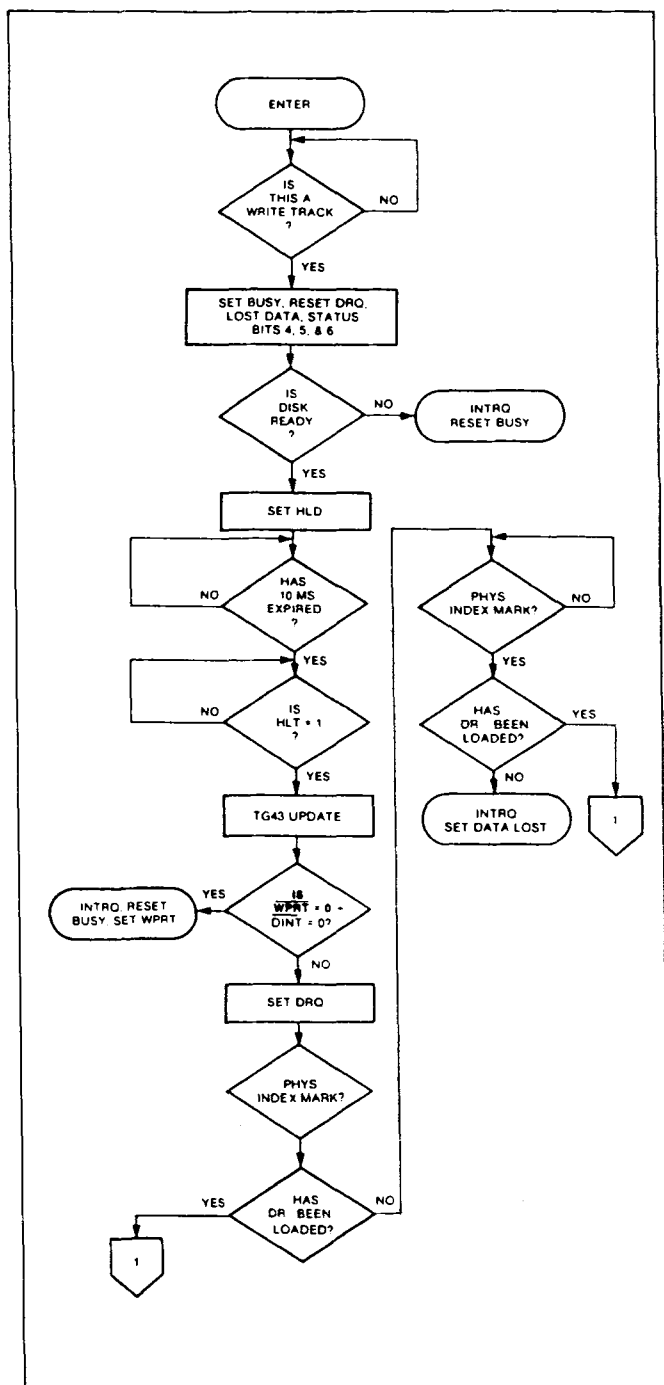 ENTER
IS
THIS A
WRITE TRACK
?
NO
YES
SET BUSY, RESET DRQ,
LOST DATA, STATUS
BITS 4, 5, & 6
IS
DISK
READY
?
NO
INTRQ
RESET BUSY
YES
SET HLD
HAS
10 MS
EXPIRED
?
NO
YES
IS
HLT = 1
?
NO
YES
TG43 UPDATE
IS
WPRT = 0 -
DINT = 0?
YES
INTRQ, RESET
BUSY, SET WPRT
NO
SET DRQ
PHYS
INDEX MARK?
HAS
DR BEEN
LOADED?
YES
NO
1
PHYS
INDEX MARK?
NO
YES
HAS
DR BEEN
LOADED?
YES
NO
INTRQ
SET DATA LOST
1